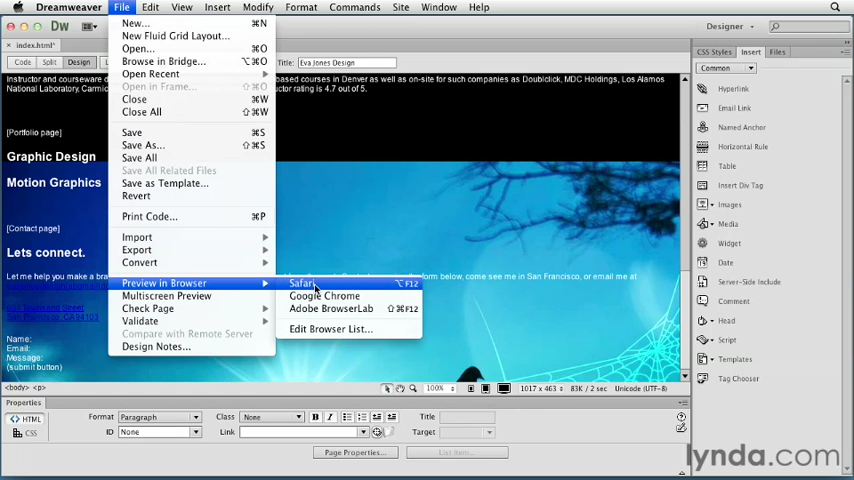 Dreamweaver File Edit View Insert Modify Format Commands Site Window Help
Dw Designer
index.html*
Code Split Design Title: Eva Jones Design
New... ⌘N
New Fluid Grid Layout...
Open... ⌘O
Browse in Bridge... ⌥⌘O
Open Recent
Open in Frame...
Close ⌘W
Close All
Save ⌘S
Save As...
Save All
Save All Related Files
Save as Template...
Revert
Print Code... ⌘P
Import
Export
Convert
Preview in Browser
Multiscreen Preview
Check Page
Validate
Compare with Remote Server
Design Notes...
Safari ⌥F12
Google Chrome
Adobe BrowserLab ⇧⌘F12
Edit Browser List...
Instructor and courseware d
based courses in Denver as well as on-site for such companies as Doubleclick, MDC Holdings, Los Alamos
National Laboratory, Carmic
ructor rating is 4.7 out of 5.
[Portfolio page]
Graphic Design
Motion Graphics
[Contact page]
Lets connect.
Let me help you make a bra
form below, come see me in San Francisco, or email me at
Name:
Email:
Message:
(submit button)
CSS Styles Insert Files
Common
Hyperlink
Email Link
Named Anchor
Horizontal Rule
Table
Insert Div Tag
Images
Media
Widget
Date
Server-Side Include
Comment
Head
Script
Templates
Tag Chooser
<body> <p> 100% 1017 x 463 83K / 2 sec Unicode (UTF-8)
Properties
HTML Format Paragraph Class None B I Title
CSS ID None Link Target
Page Properties... List Item...
lynda.com